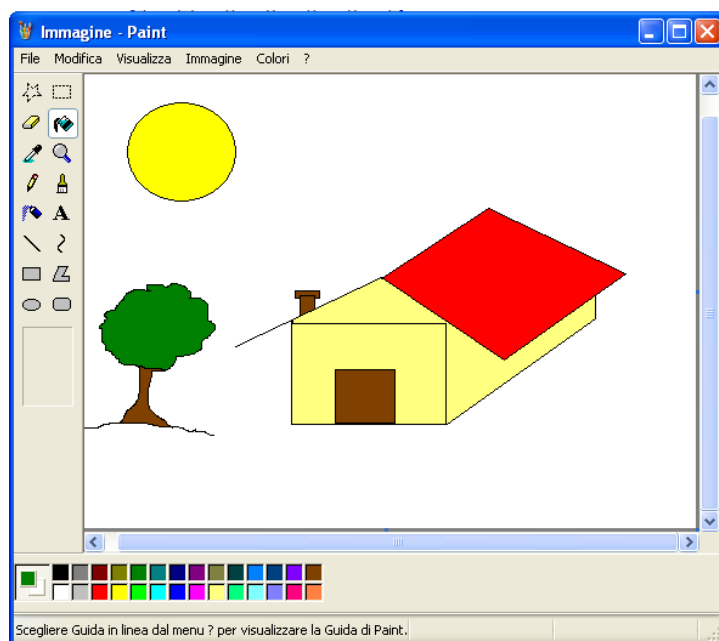 Immagine - Paint
File Modifica Visualizza Immagine Colori ?
A
Scegliere Guida in linea dal menu ? per visualizzare la Guida di Paint.